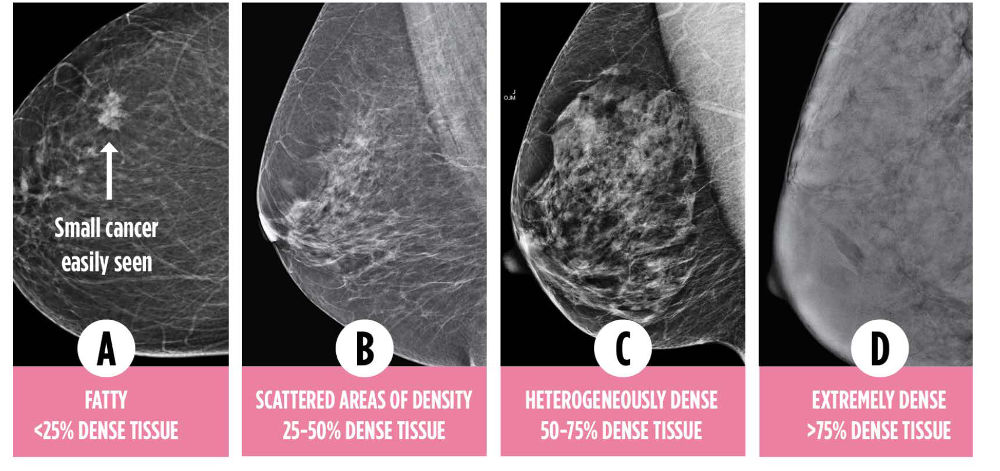 Small cancer
easily seen
A
FATTY
<25% DENSE TISSUE
B
SCATTERED AREAS OF DENSITY
25-50% DENSE TISSUE
L
MLO
C
HETEROGENEOUSLY DENSE
50-75% DENSE TISSUE
D
EXTREMELY DENSE
>75% DENSE TISSUE